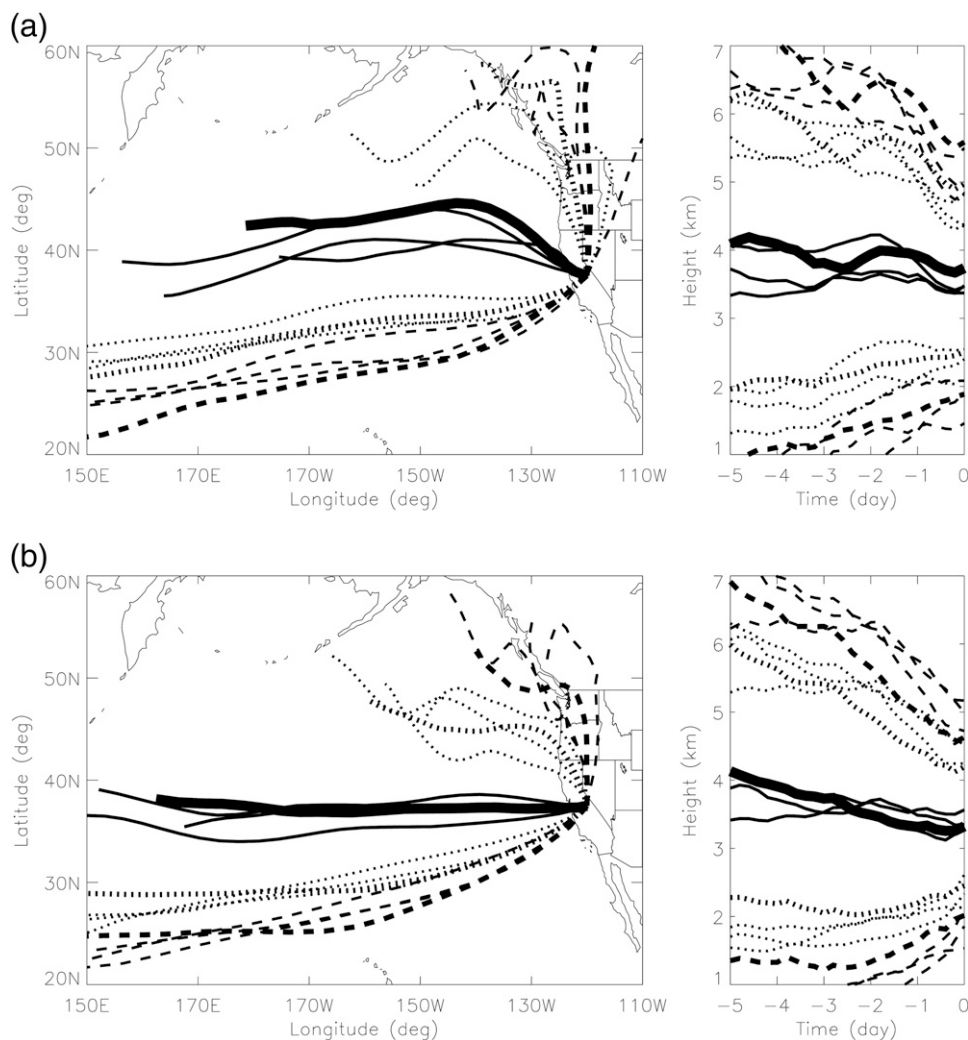 (a)
60N
50N
40N
30N
20N
Latitude (deg)
150E
170E
170W
150W
130W
110W
Longitude (deg)
7
6
5
4
3
2
1
Height (km)
-5
-4
-3
-2
-1
-0
Time (day)
(b)
60N
50N
40N
30N
20N
Latitude (deg)
150E
170E
170W
150W
130W
110W
Longitude (deg)
7
6
5
4
3
2
1
Height (km)
-5
-4
-3
-2
-1
-0
Time (day)